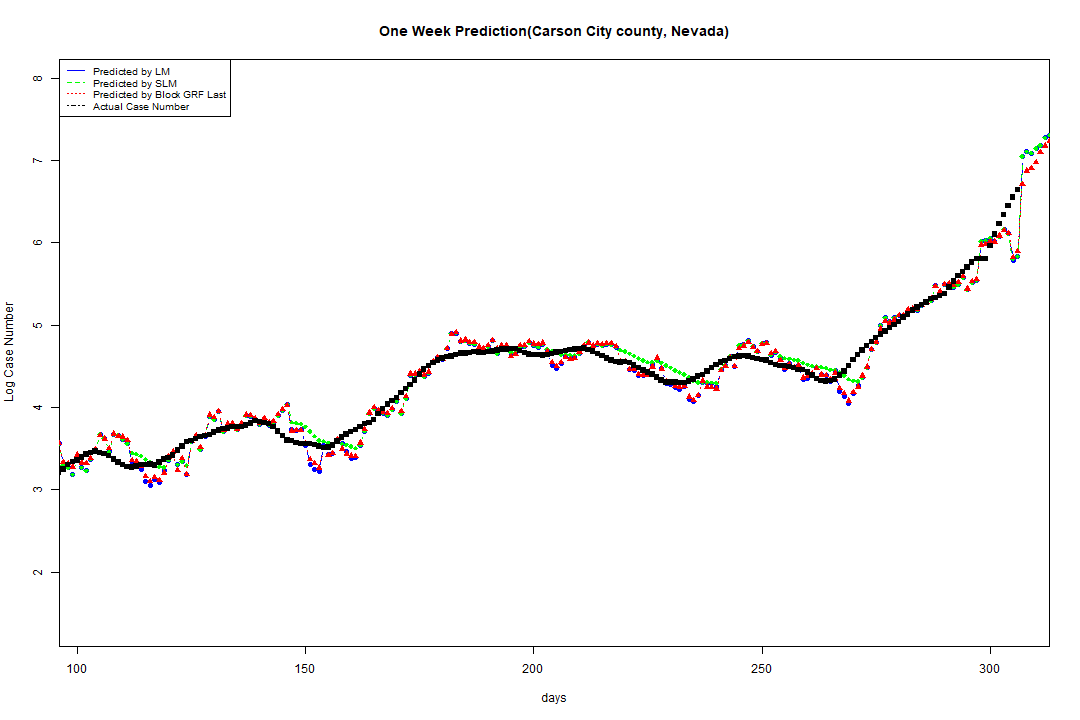 One Week Prediction(Carson City county, Nevada)
Predicted by LM
Predicted by SLM
Predicted by Block GRF Last
Actual Case Number
8
7
6
5
4
3
2
Log Case Number
100 150 200 250 300
days